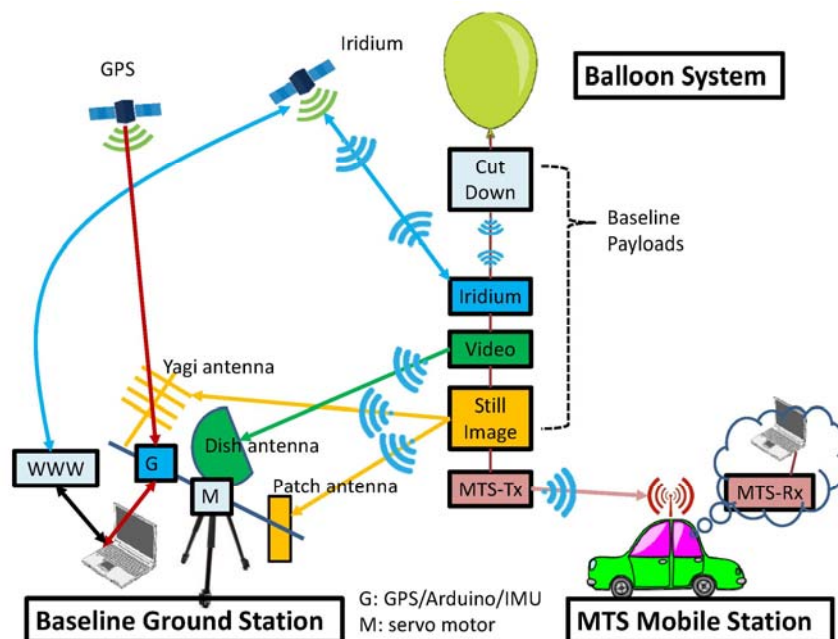 Iridium
GPS
Balloon System
Cut
Down
Baseline
Payloads
Iridium
Video
Yagi antenna
Still
Image
Dish antenna
WWW
G
M
Patch antenna
MTS-Tx
MTS-Rx
Baseline Ground Station
G: GPS/Arduino/IMU
M: servo motor
MTS Mobile Station